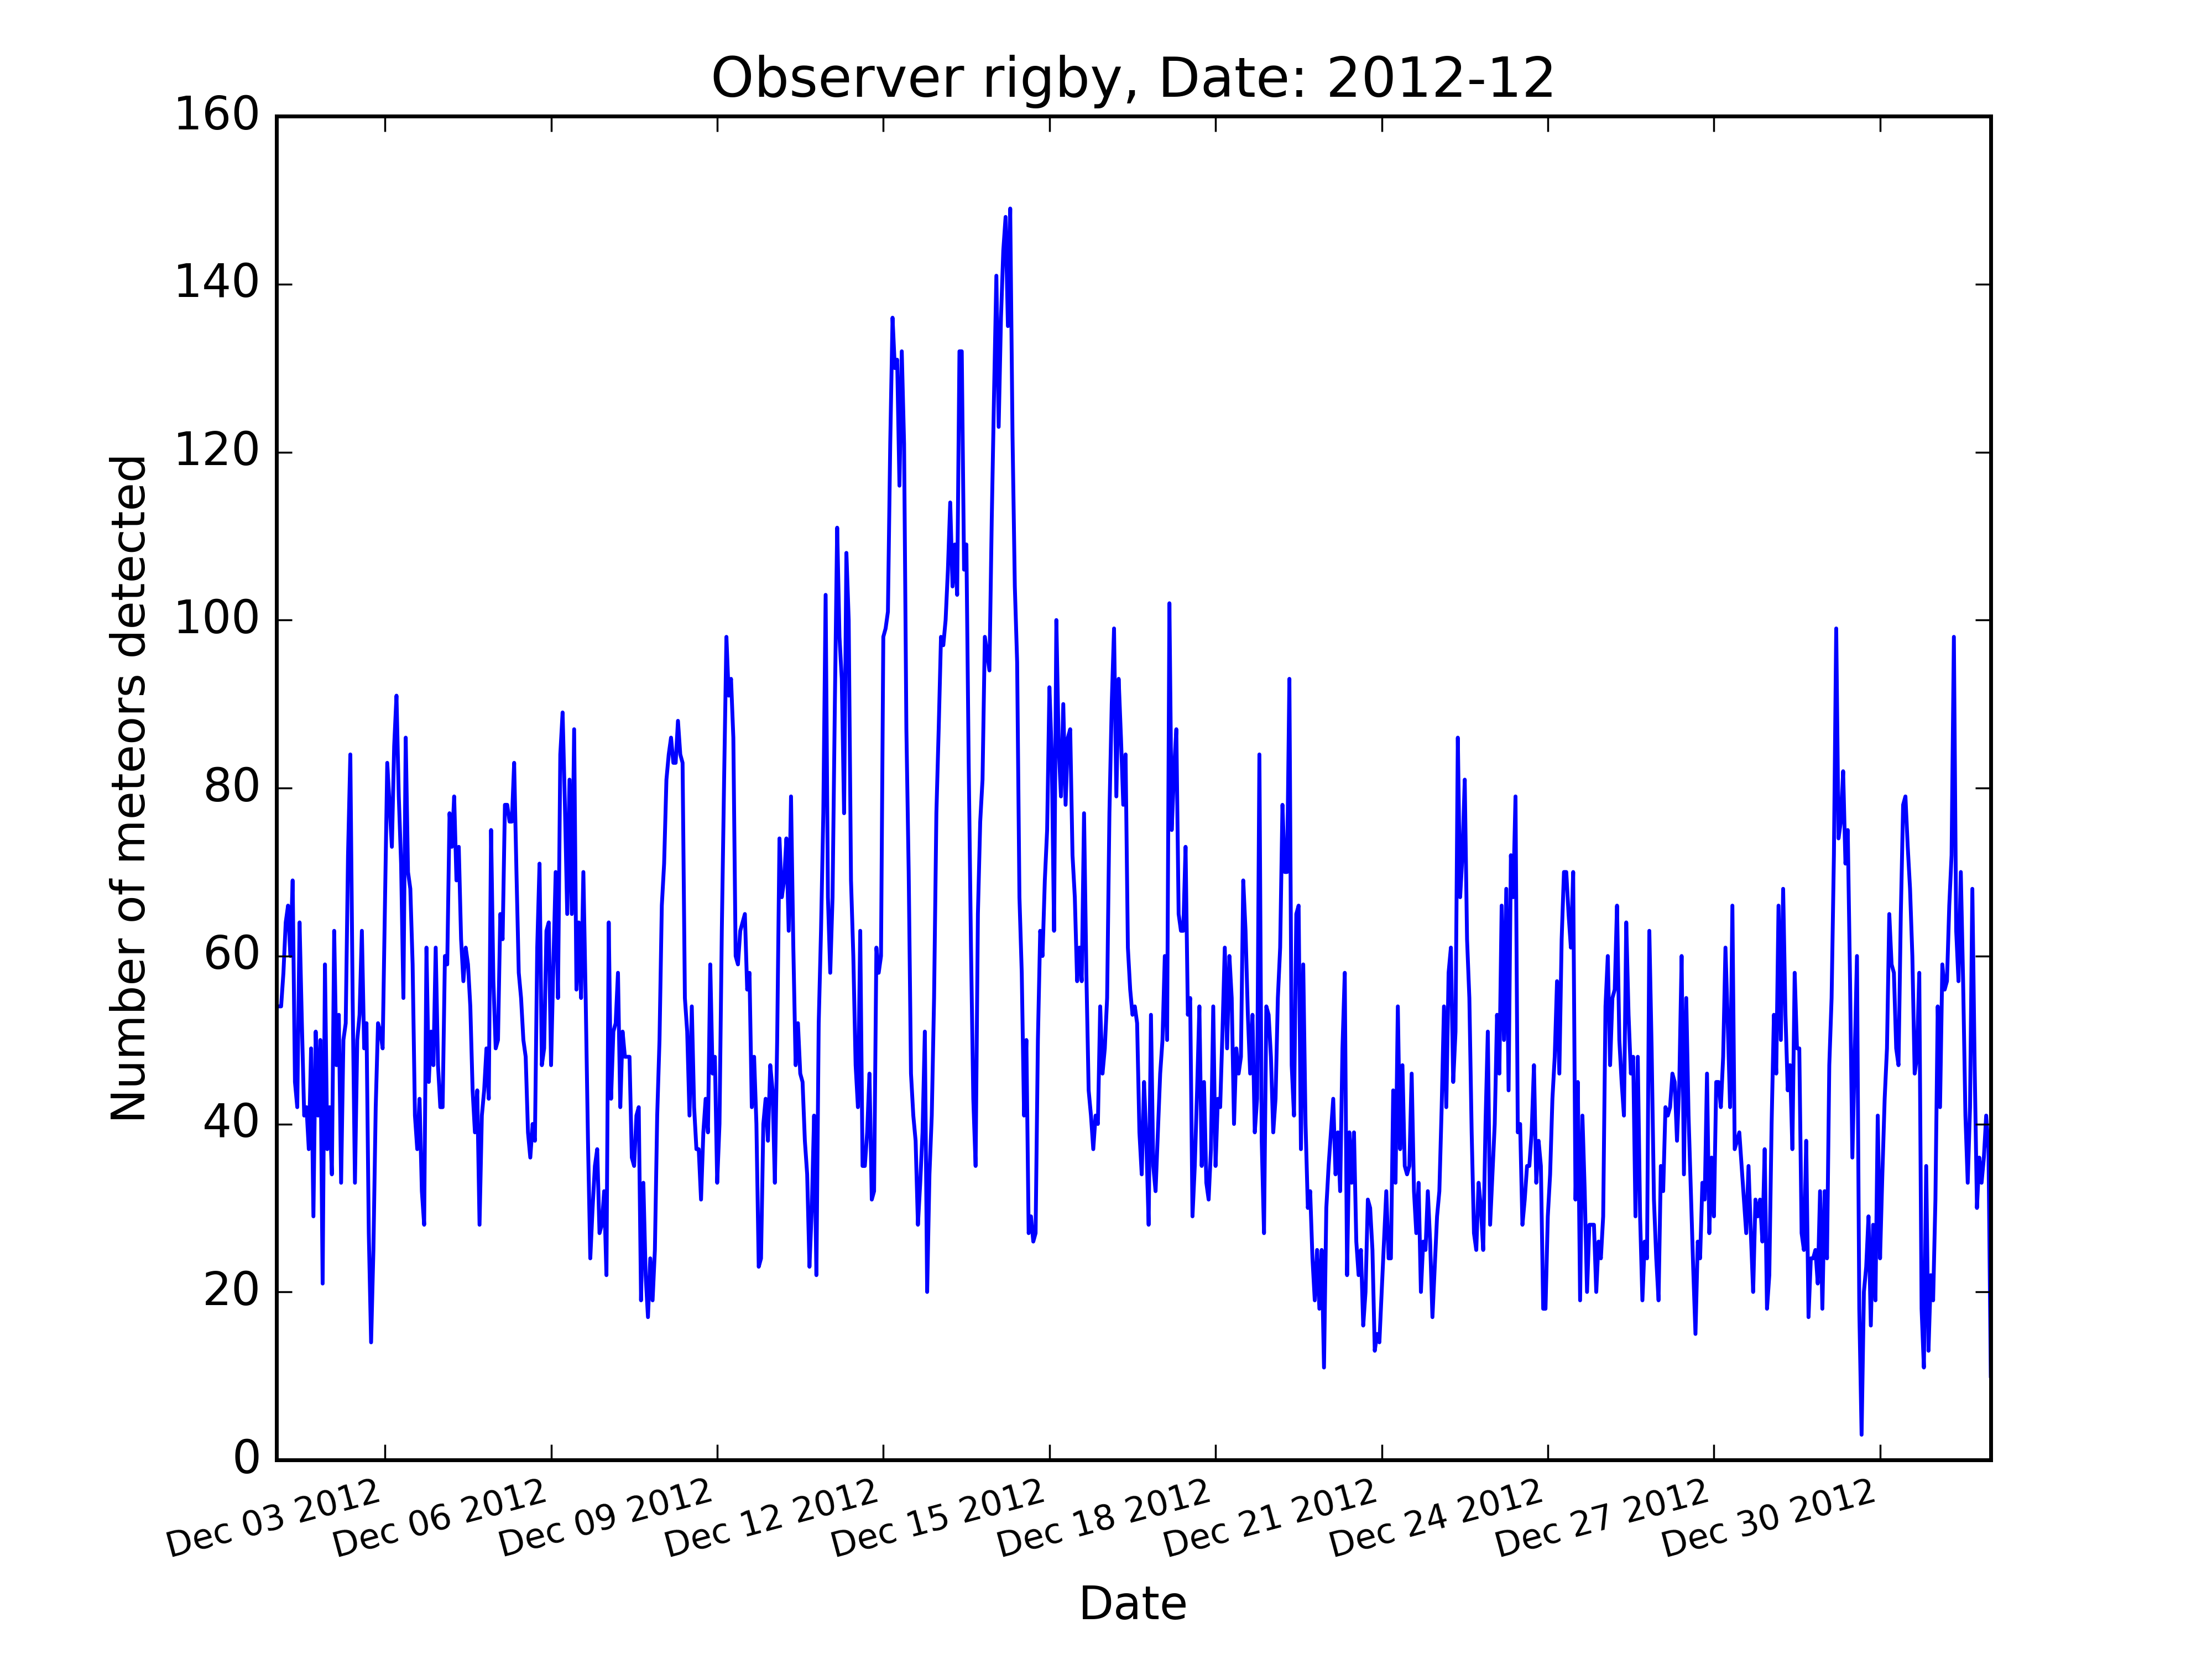 Observer rigby, Date: 2012-12
Number of meteors detected
160
140
120
100
80
60
40
20
0
Dec 03 2012
Dec 06 2012
Dec 09 2012
Dec 12 2012
Dec 15 2012
Dec 18 2012
Dec 21 2012
Dec 24 2012
Dec 27 2012
Dec 30 2012
Date